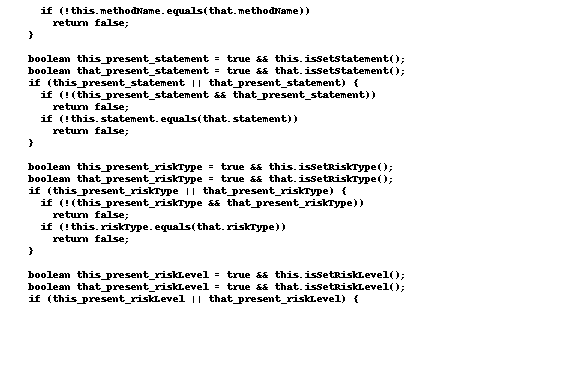 if (!this.methodName.equals(that.methodName))
return false;
}
boolean this_present_statement = true && this.isSetStatement();
boolean that_present_statement = true && that.isSetStatement();
if (this_present_statement || that_present_statement) {
if (!(this_present_statement && that_present_statement))
return false;
if (!this.statement.equals(that.statement))
return false;
}
boolean this_present_riskType = true && this.isSetRiskType();
boolean that_present_riskType = true && that.isSetRiskType();
if (this_present_riskType || that_present_riskType) {
if (!(this_present_riskType && that_present_riskType))
return false;
if (!this.riskType.equals(that.riskType))
return false;
}
boolean this_present_riskLevel = true && this.isSetRiskLevel();
boolean that_present_riskLevel = true && that.isSetRiskLevel();
if (this_present_riskLevel || that_present_riskLevel) {